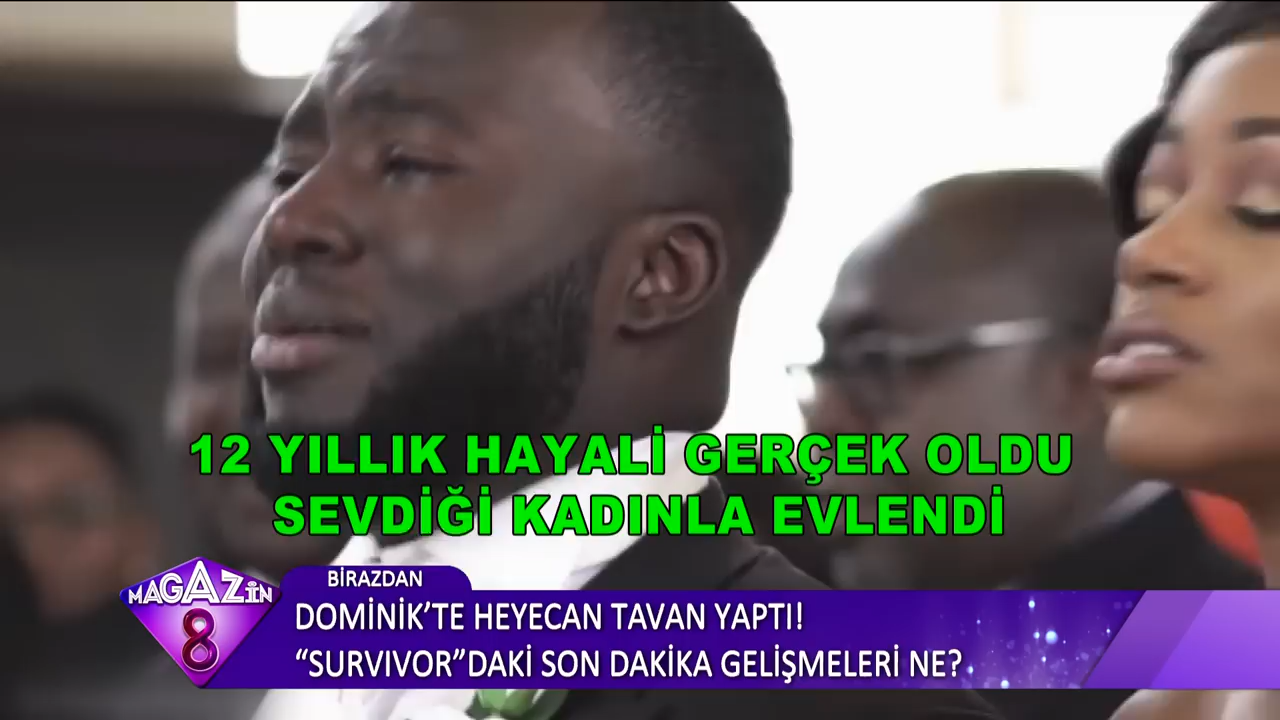 12 YILLIK HAYALİ GERÇEK OLDU
SEVDİĞİ KADINLA EVLENDİ
BİRAZDAN
MAGAZİN
8
DOMİNİK’TE HEYECAN TAVAN YAPTI!
“SURVIVOR”DAKİ SON DAKİKA GELİŞMELERİ NE?